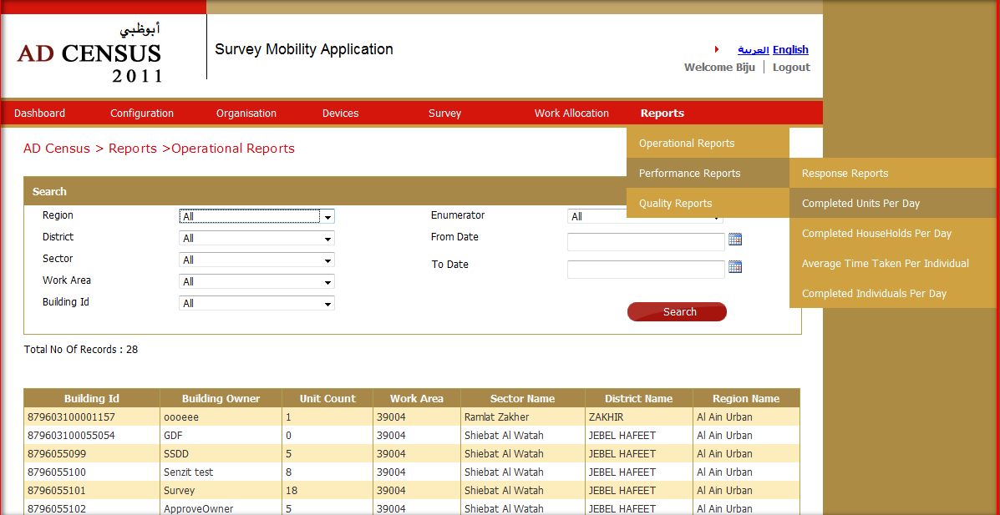 أبوظبي
AD CENSUS
2011
Survey Mobility Application
العربية English
Welcome Biju Logout
Dashboard Configuration Organisation Devices Survey Work Allocation Reports
AD Census > Reports >Operational Reports
Operational Reports
Performance Reports
Quality Reports
Response Reports
Completed Units Per Day
Completed HouseHolds Per Day
Average Time Taken Per Individual
Completed Individuals Per Day
Search
Region All Enumerator All
District All From Date
Sector All To Date
Work Area All
Building Id All
Search
Total No Of Records : 28
Building Id Building Owner Unit Count Work Area Sector Name District Name Region Name
879603100001157 oooeee 1 39004 Ramlat Zakher ZAKHIR Al Ain Urban
879603100055054 GDF 0 39004 Shiebat Al Watah JEBEL HAFEET Al Ain Urban
8796055099 SSDD 5 39004 Shiebat Al Watah JEBEL HAFEET Al Ain Urban
8796055100 Senzit test 8 39004 Shiebat Al Watah JEBEL HAFEET Al Ain Urban
8796055101 Survey 18 39004 Shiebat Al Watah JEBEL HAFEET Al Ain Urban
8796055102 ApproveOwner 5 39004 Shiebat Al Watah JEBEL HAFEET Al Ain Urban